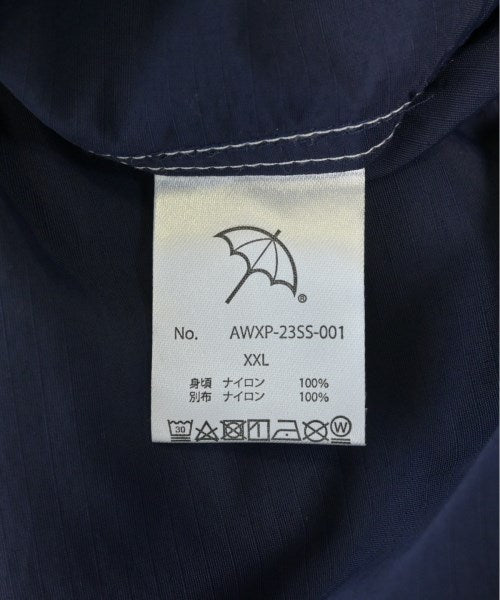 ®
No. AWXP-23SS-001
XXL
身頃 ナイロン 100%
別布 ナイロン 100%
30 W